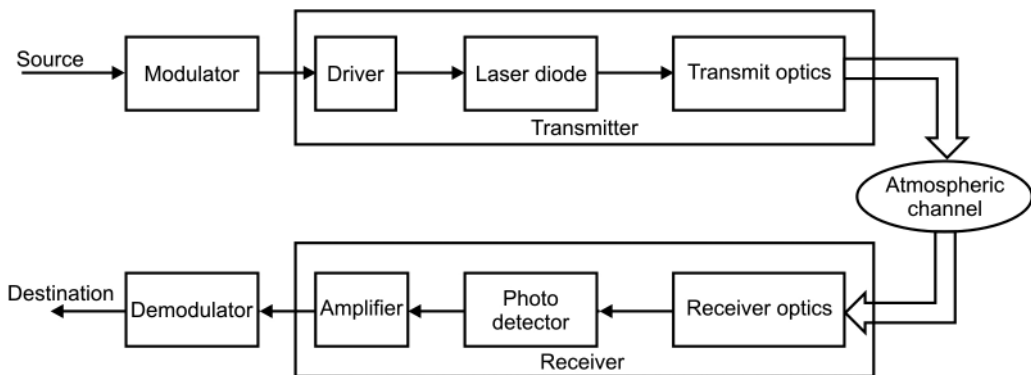 Source
Modulator
Driver
Laser diode
Transmit optics
Transmitter
Atmospheric
channel
Destination
Demodulator
Amplifier
Photo
detector
Receiver optics
Receiver